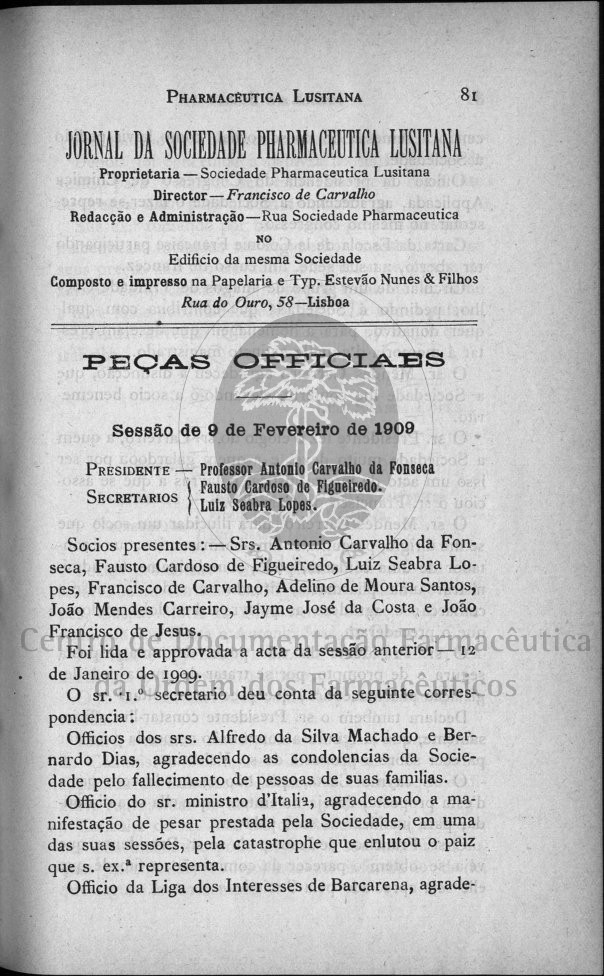 PHARMACÊUTICA LUSITANA 81
JORNAL DA SOCIEDADE PHARMACEUTICA LUSITANA
Proprietaria — Sociedade Pharmaceutica Lusitana
Director — Francisco de Carvalho
Redacção e Administração — Rua Sociedade Pharmaceutica
NO
Edificio da mesma Sociedade
Composto e impresso na Papelaria e Typ. Estevão Nunes & Filhos
Rua do Ouro, 58 — Lisboa
PEÇAS OFFICIAES
Sessão de 9 de Fevereiro de 1909
PRESIDENTE — Professor Antonio Carvalho da Fonseca
SECRETARIOS { Fausto Cardoso de Figueiredo.
Luiz Seabra Lopes.
Socios presentes : — Srs. Antonio Carvalho da Fon-
seca, Fausto Cardoso de Figueiredo, Luiz Seabra Lo-
pes, Francisco de Carvalho, Adelino de Moura Santos,
João Mendes Carreiro, Jayme José da Costa e João
Francisco de Jesus.
Centro de Documentação Farmacêutica
Foi lida e approvada a acta da sessão anterior — 12
de Janeiro de 1909.
da Ordem dos Farmacêuticos
O sr. 1.º secretario deu conta da seguinte corres-
pondencia :
Officios dos srs. Alfredo da Silva Machado e Ber-
nardo Dias, agradecendo as condolencias da Socie-
dade pelo fallecimento de pessoas de suas familias.
Officio do sr. ministro d'Italia, agradecendo a ma-
nifestação de pesar prestada pela Sociedade, em uma
das suas sessões, pela catastrophe que enlutou o paiz
que s. ex.ª representa.
Officio da Liga dos Interesses de Barcarena, agrade-